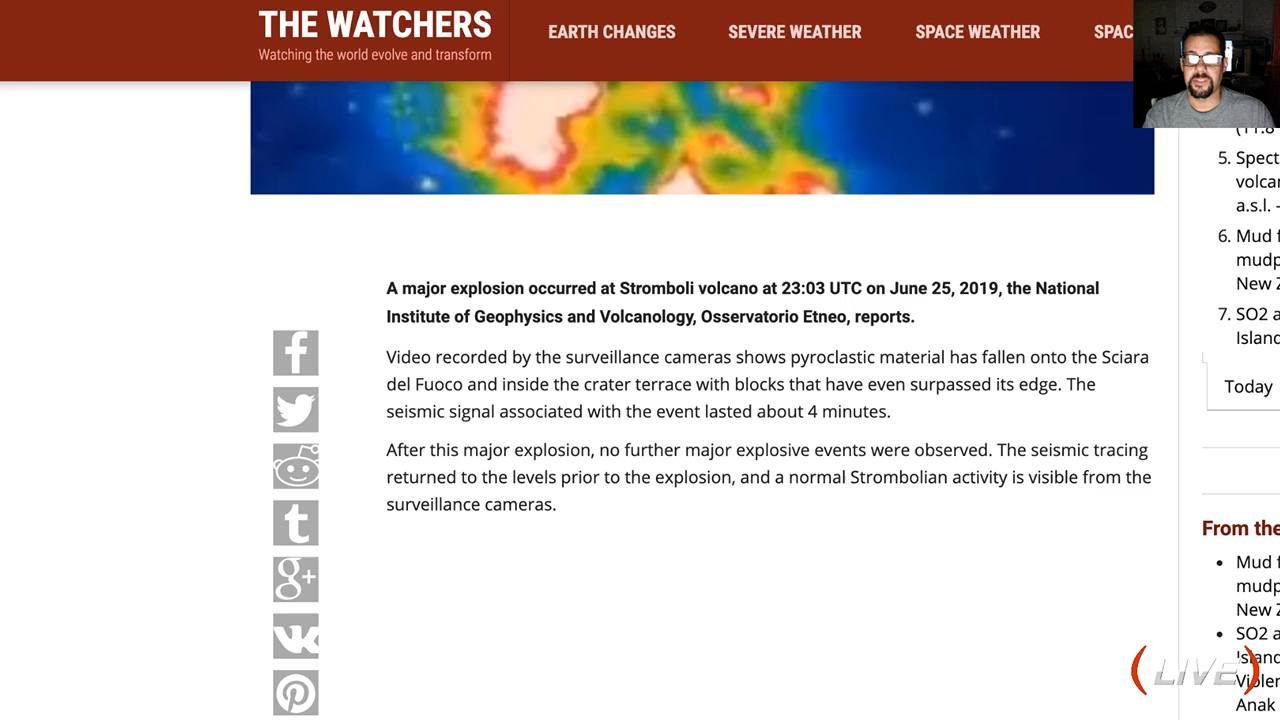 THE WATCHERS
Watching the world evolve and transform
EARTH CHANGES
SEVERE WEATHER
SPACE WEATHER
SPAC
A major explosion occurred at Stromboli volcano at 23:03 UTC on June 25, 2019, the National
Institute of Geophysics and Volcanology, Osservatorio Etneo, reports.
Video recorded by the surveillance cameras shows pyroclastic material has fallen onto the Sciara
del Fuoco and inside the crater terrace with blocks that have even surpassed its edge. The
seismic signal associated with the event lasted about 4 minutes.
After this major explosion, no further major explosive events were observed. The seismic tracing
returned to the levels prior to the explosion, and a normal Strombolian activity is visible from the
surveillance cameras.
5. Spect
volcan
a.s.l. -
6. Mud f
mudp
New Z
7. SO2 a
Island
Today
From the
Mud f
mudp
New Z
SO2 a
Island
Violen
Anak
(LIVE)